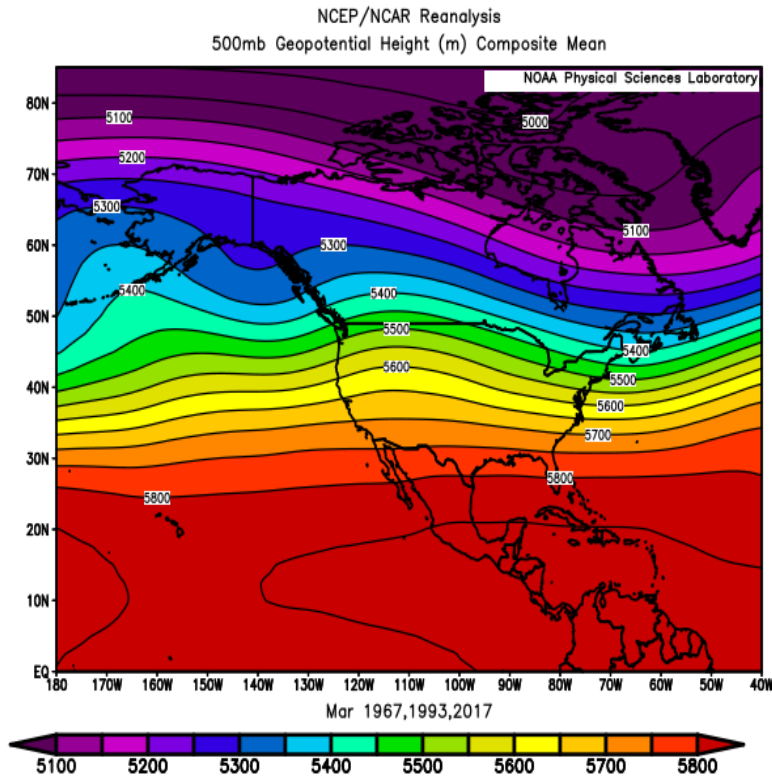 NCEP/NCAR Reanalysis
500mb Geopotential Height (m) Composite Mean
NOAA Physical Sciences Laboratory
80N
5100
5000
70N
5200
5300
60N
5300
5100
5400
5400
50N
5500
5400
5500
40N
5600
5600
5700
30N
5800
5800
20N
10N
EQ
180 170W 160W 150W 140W 130W 120W 110W 100W 90W 80W 70W 60W 50W 40W
Mar 1967,1993,2017
5100 5200 5300 5400 5500 5600 5700 5800